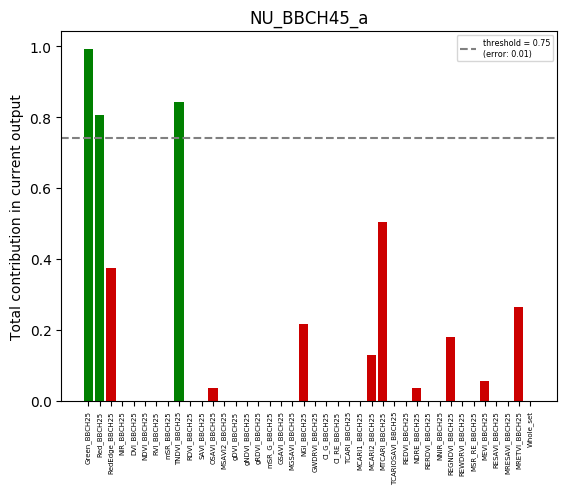 NU_BBCH45_a
threshold = 0.75
(error: 0.01)
Total contribution in current output
1.0
0.8
0.6
0.4
0.2
0.0
Green_BBCH25
Red_BBCH25
RedEdge_BBCH25
NIR_BBCH25
DVI_BBCH25
NDVI_BBCH25
RVI_BBCH25
mSR_BBCH25
TNDVI_BBCH25
RDVI_BBCH25
SAVI_BBCH25
OSAVI_BBCH25
MSAVI2_BBCH25
gDVI_BBCH25
gNDVI_BBCH25
gRDVI_BBCH25
mSR_G_BBCH25
GSAVI_BBCH25
MGSAVI_BBCH25
NGI_BBCH25
GWDRVI_BBCH25
CI_G_BBCH25
CI_RE_BBCH25
TCARI_BBCH25
MCARI1_BBCH25
MCARI2_BBCH25
MTCARI_BBCH25
TCARIOSAVI_BBCH25
REDVI_BBCH25
NDRE_BBCH25
RERDVI_BBCH25
NNIR_BBCH25
REGNDVI_BBCH25
REWDRVI_BBCH25
MSR_RE_BBCH25
MEVI_BBCH25
RESAVI_BBCH25
MRESAVI_BBCH25
MRETVI_BBCH25
Whole_set